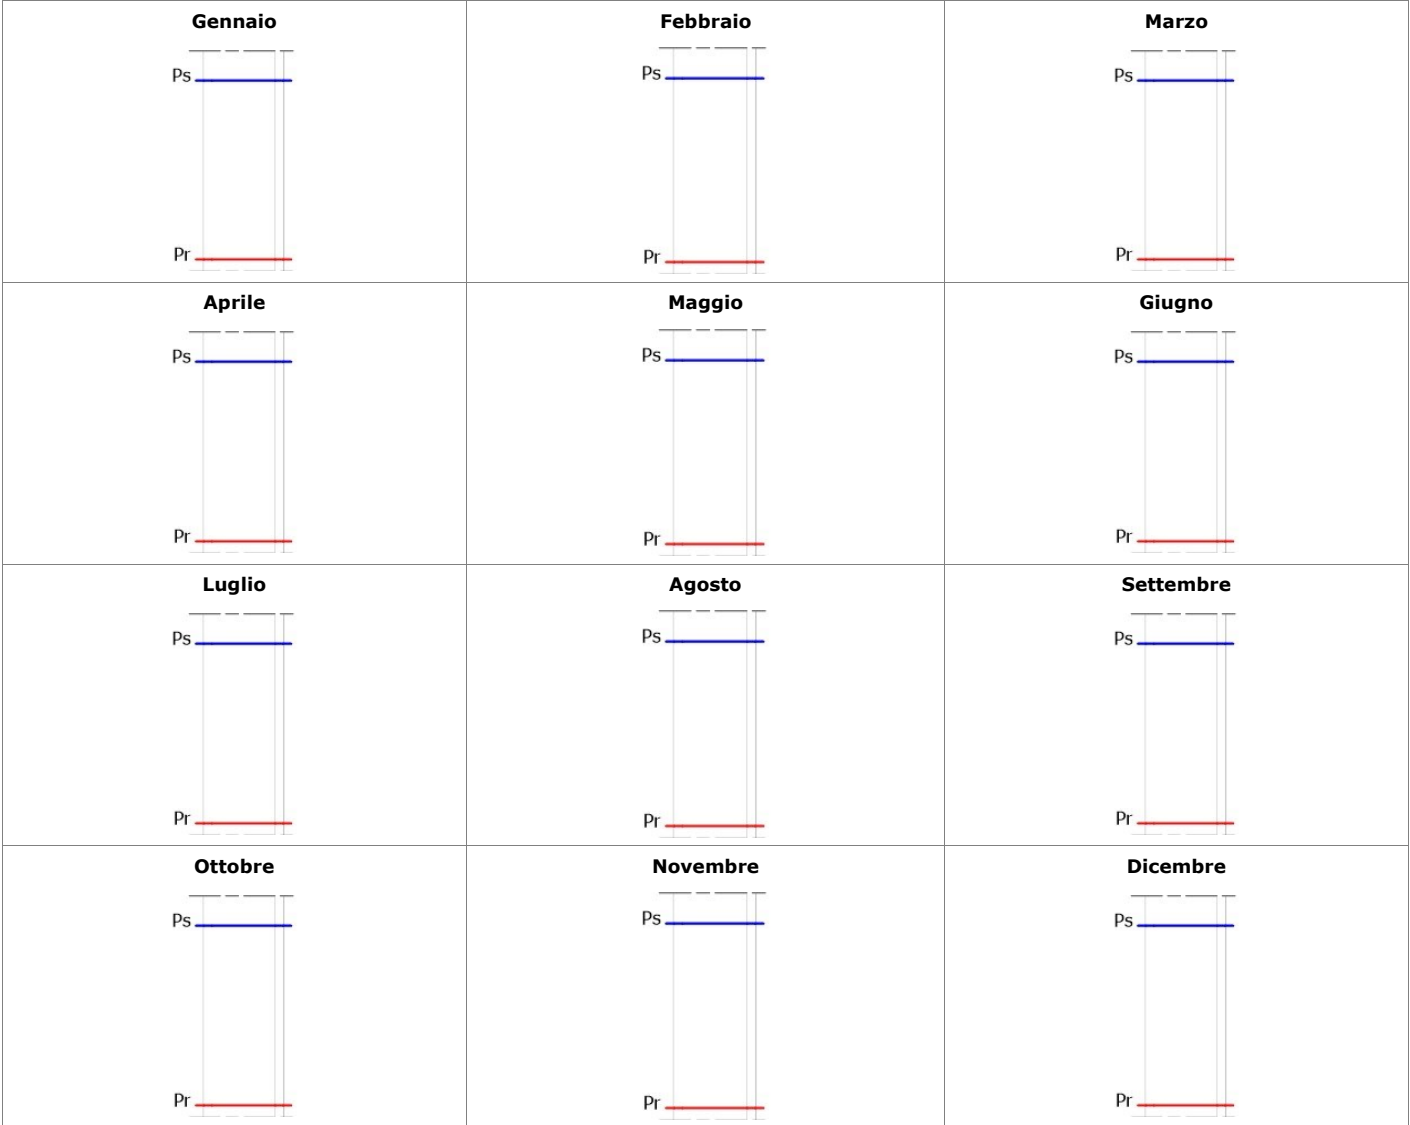 Gennaio
Ps
Pr
Febbraio
Ps
Pr
Marzo
Ps
Pr
Aprile
Ps
Pr
Maggio
Ps
Pr
Giugno
Ps
Pr
Luglio
Ps
Pr
Agosto
Ps
Pr
Settembre
Ps
Pr
Ottobre
Ps
Pr
Novembre
Ps
Pr
Dicembre
Ps
Pr